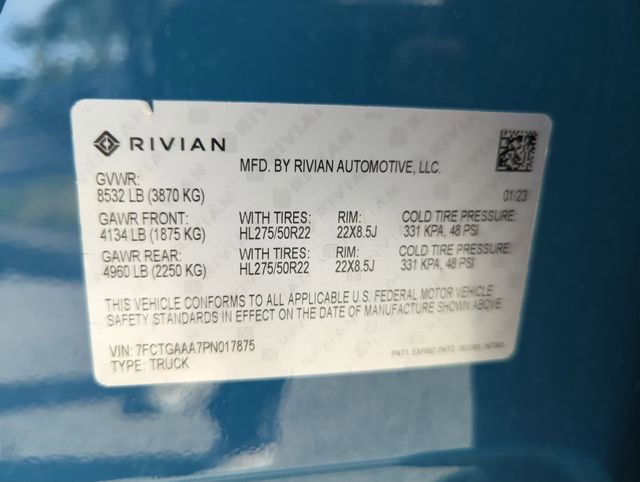 RIVIAN
MFD. BY RIVIAN AUTOMOTIVE, LLC.
GVWR:
8532 LB (3870 KG)
01/23
GAWR FRONT: WITH TIRES: RIM: COLD TIRE PRESSURE:
4134 LB (1875 KG) HL275/50R22 22X8.5J 331 KPA, 48 PSI
GAWR REAR: WITH TIRES: RIM: COLD TIRE PRESSURE:
4960 LB (2250 KG) HL275/50R22 22X8.5J 331 KPA, 48 PSI
THIS VEHICLE CONFORMS TO ALL APPLICABLE U.S. FEDERAL MOTOR VEHICLE
SAFETY STANDARDS IN EFFECT ON THE DATE OF MANUFACTURE SHOWN ABOVE.
VIN: 7FCTGAAA7PN017875
TYPE: TRUCK